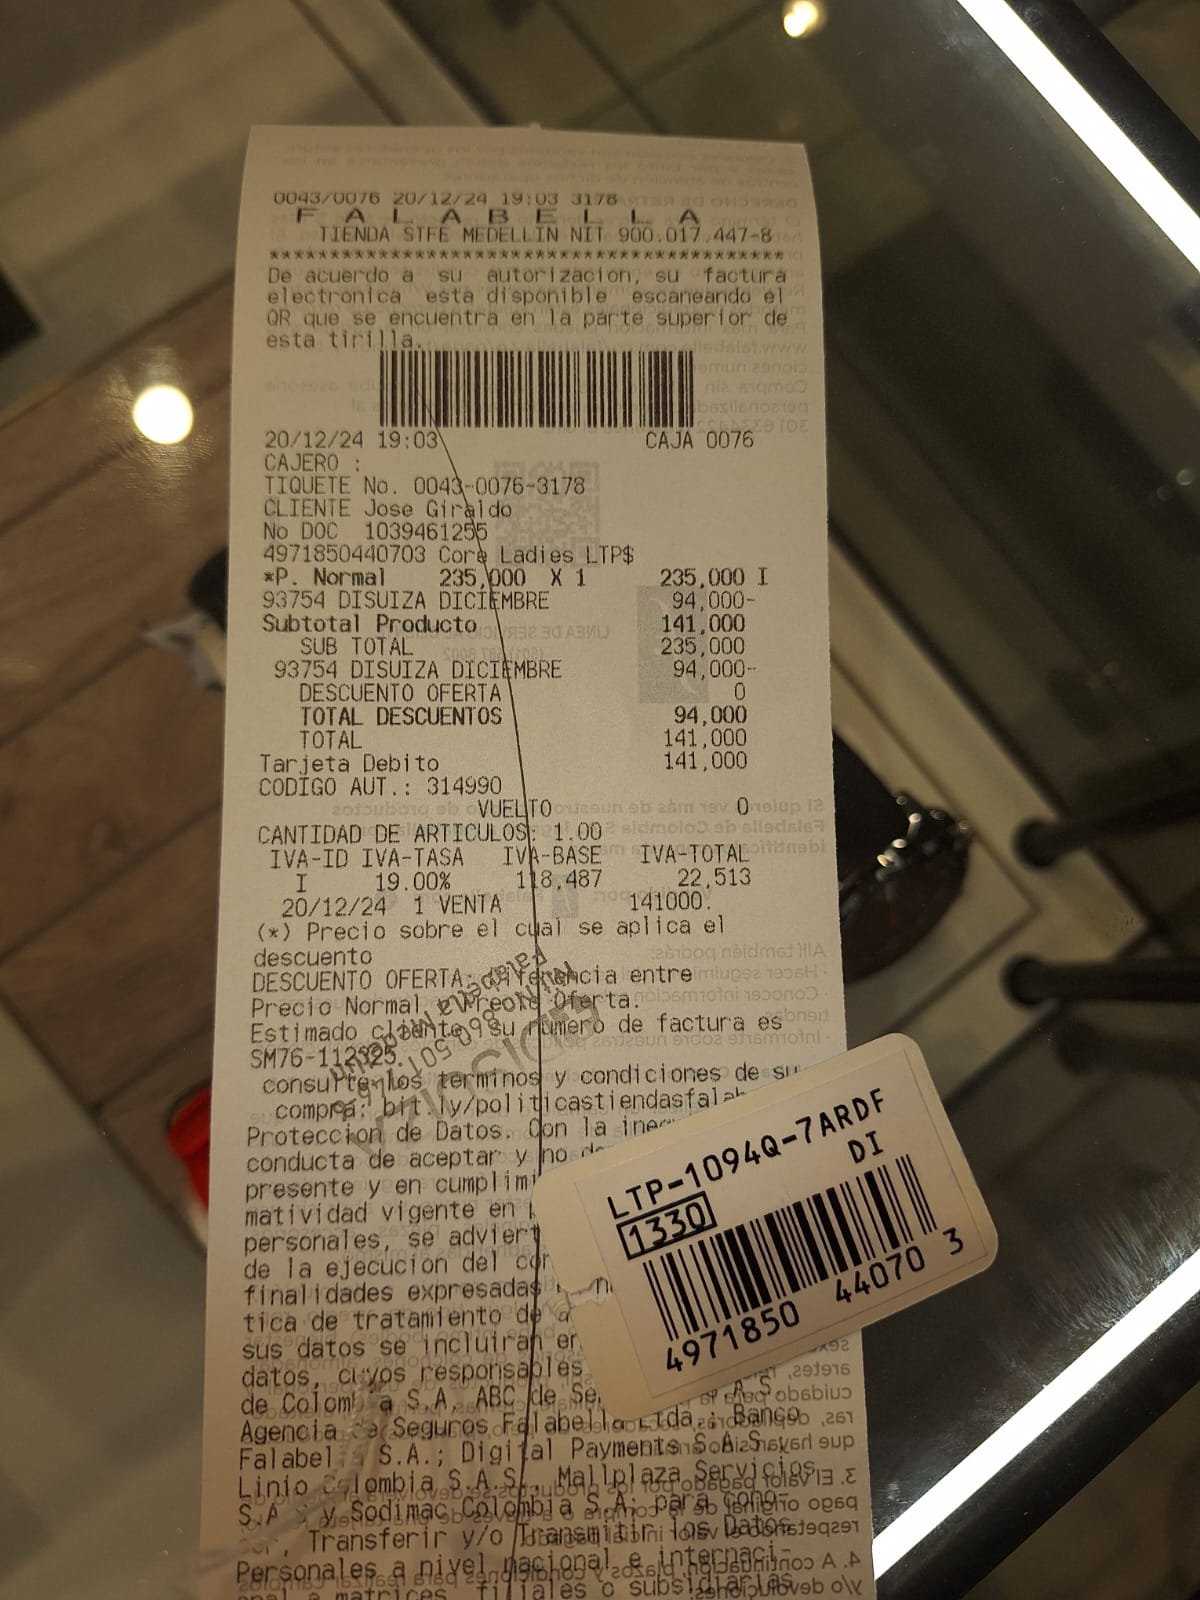 0043/0076 20/12/24 19:03 3178
F A L A B E L L A
TIENDA STFE MEDELLIN NIT 900.017.447-8
******************************************
De acuerdo a su autorizacion, su factura
electronica esta disponible escaneando el
QR que se encuentra en la parte superior de
esta tirilla.
20/12/24 19:03 CAJA 0076
CAJERO :
TIQUETE No. 0043-0076-3178
CLIENTE Jose Giraldo
No DOC 1039461255
4971850440703 Core Ladies LTP$
*P. Normal 235,000 X 1 235,000 I
93754 DISUIZA DICIEMBRE 94,000-
Subtotal Producto 141,000
SUB TOTAL 235,000
93754 DISUIZA DICIEMBRE 94,000-
DESCUENTO OFERTA 0
TOTAL DESCUENTOS 94,000
TOTAL 141,000
Tarjeta Debito 141,000
CODIGO AUT.: 314990
VUELTO 0
CANTIDAD DE ARTICULOS: 1.00
IVA-ID IVA-TASA IVA-BASE IVA-TOTAL
I 19.00% 118,487 22,513
20/12/24 1 VENTA 141000.
(*) Precio sobre el cual se aplica el
descuento
DESCUENTO OFERTA: Diferencia entre
Precio Normal y Precio Oferta.
Estimado cliente, su numero de factura es
consulte los terminos y condiciones de su
compra: bit.ly/politicastiendasfalab
Proteccion de Datos. Con la ineq
conducta de aceptar y no de
presente y en cumplimi
matividad vigente en
personales, se adviert
de la ejecucion del cor
finalidades expresadas
tica de tratamiento de
sus datos se incluiran en
datos, cuyos responsables
de Colombia S.A, ABC de Se S.A.S.
Agencia de Seguros Falabella Ltda.; Banco
Falabella S.A.; Digital Payments S.A.S.,
Linio Colombia S.A.S., Mallplaza Servicios
S.A.S y Sodimac Colombia S.A; para cono-
cer, Transferir y/o Transmitir los Datos
Personales a nivel nacional e internaci-
onal a matrices, filiales o subsidiarias
LTP-1094Q-7ARDF
DI
1330
4971850 44070 3